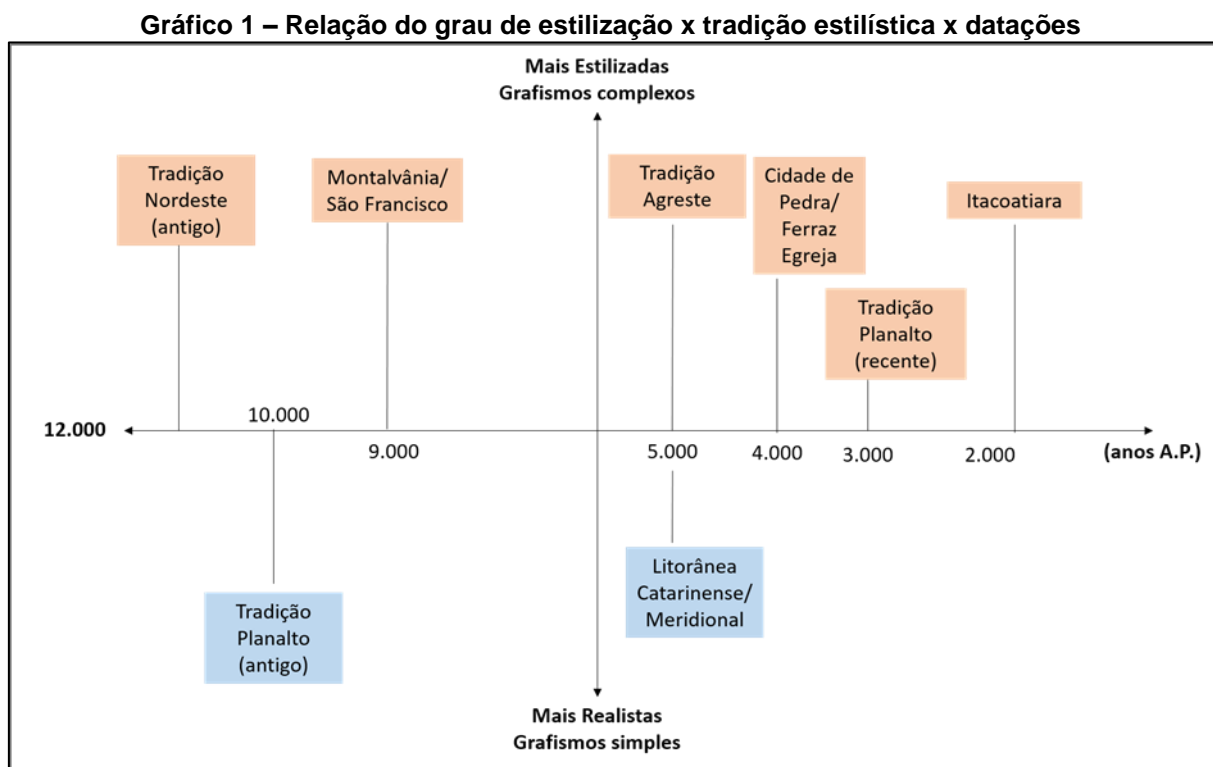 Gráfico 1 – Relação do grau de estilização x tradição estilística x datações
Mais Estilizadas
Grafismos complexos
Tradição
Nordeste
(antigo)
Montalvânia/
São Francisco
Tradição
Agreste
Cidade de
Pedra/
Ferraz
Egreja
Itacoatiara
Tradição
Planalto
(recente)
12.000
10.000
9.000
5.000
4.000
3.000
2.000
(anos A.P.)
Tradição
Planalto
(antigo)
Litorânea
Catarinense/
Meridional
Mais Realistas
Grafismos simples